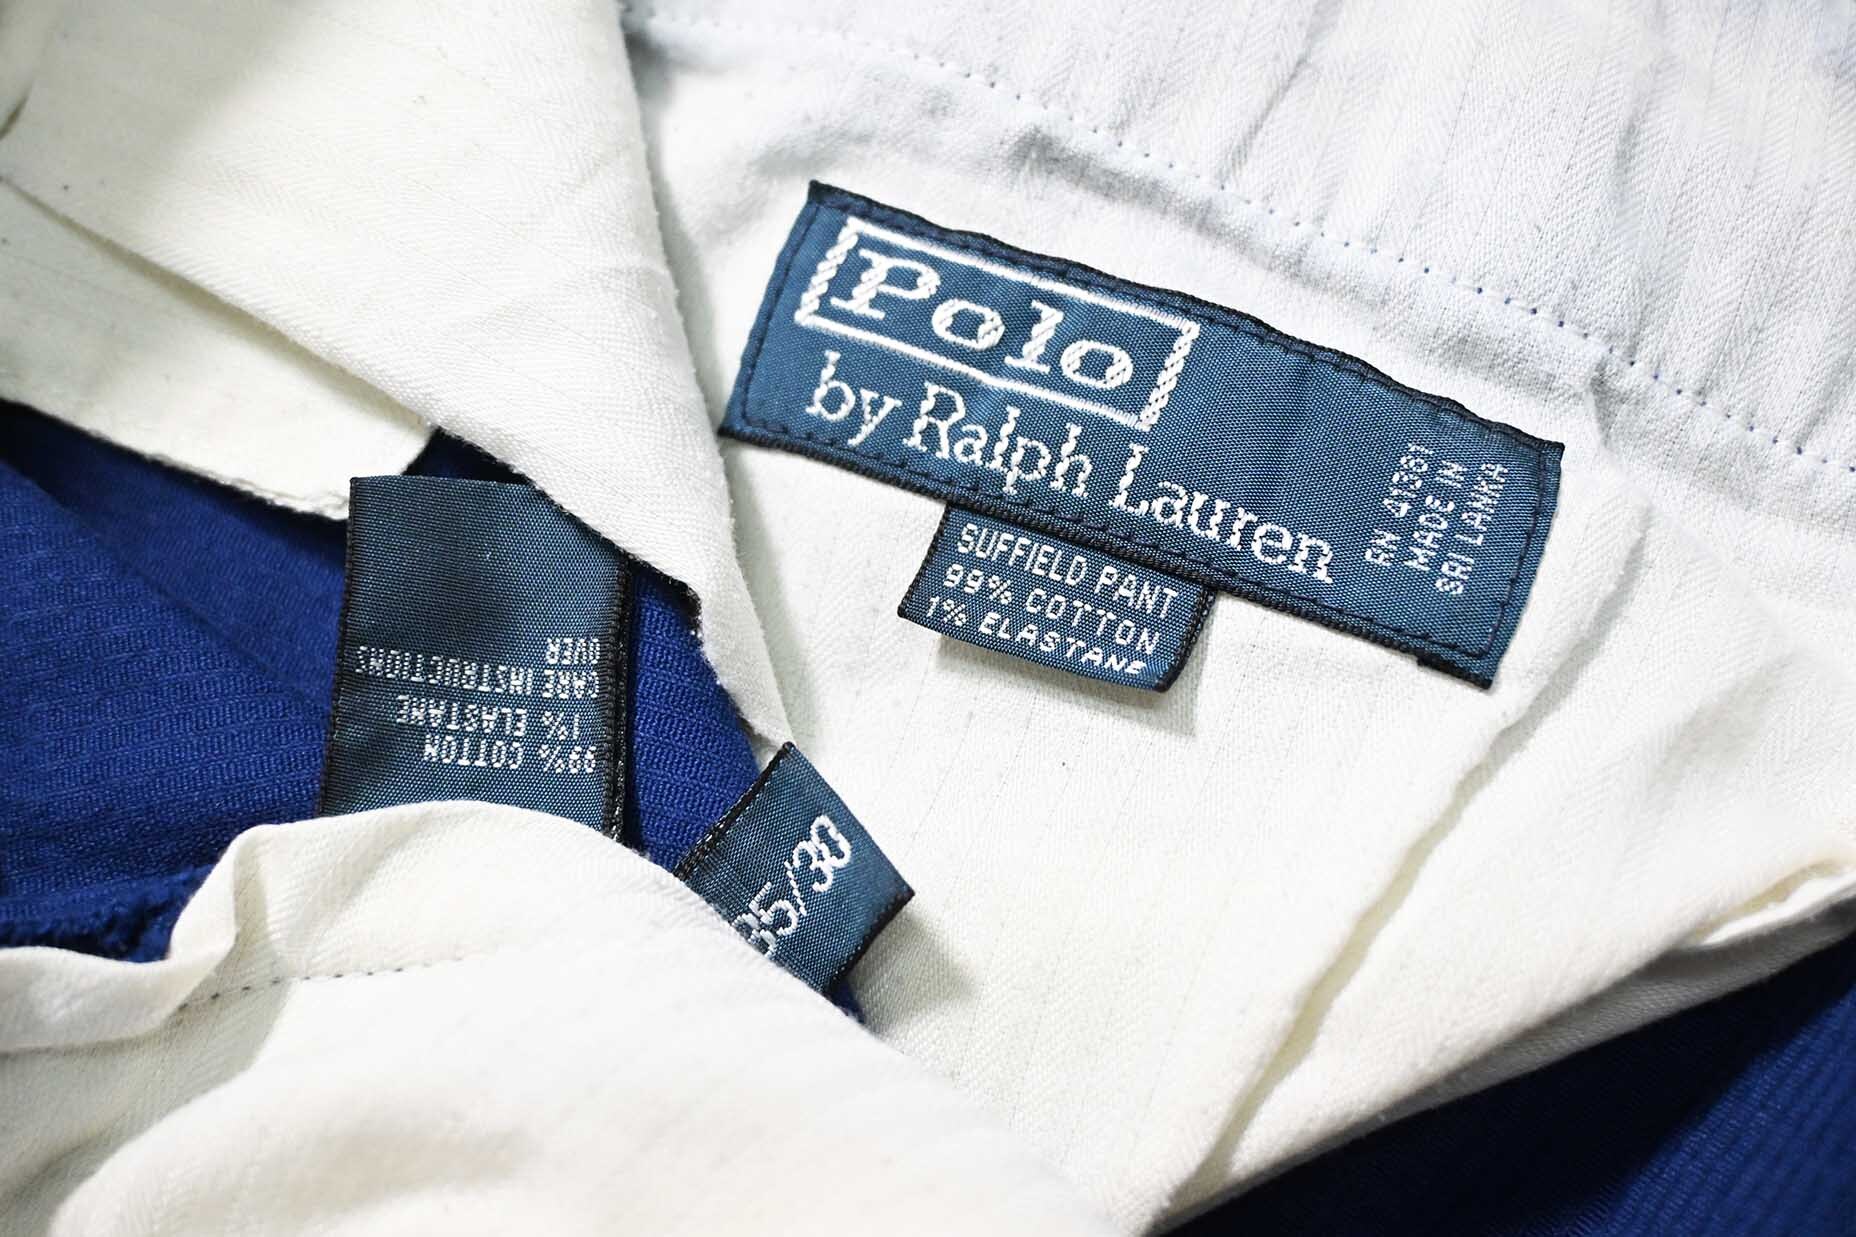 Polo
by Ralph Lauren
RN 41381
MADE IN
SRI LANKA
SUFFIELD PANT
99% COTTON
1% ELASTANE
99% COTTON
1% ELASTANE
CARE INSTRUCTIONS
OVER
35/30